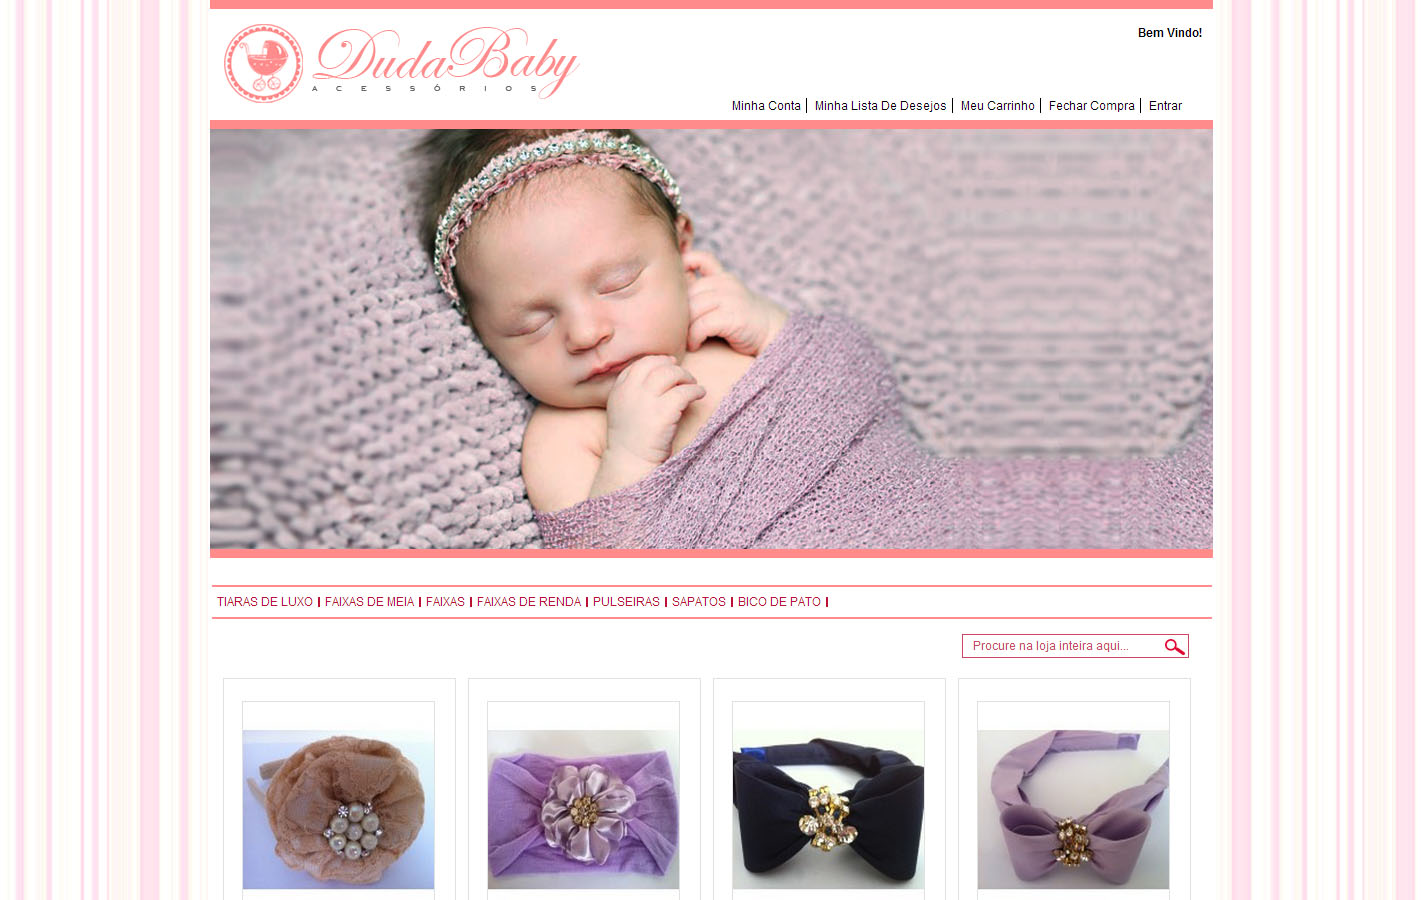 DudaBaby
ACESSÓRIOS
Bem Vindo!
Minha Conta | Minha Lista De Desejos | Meu Carrinho | Fechar Compra | Entrar
TIARAS DE LUXO | FAIXAS DE MEIA | FAIXAS | FAIXAS DE RENDA | PULSEIRAS | SAPATOS | BICO DE PATO |
Procure na loja inteira aqui...